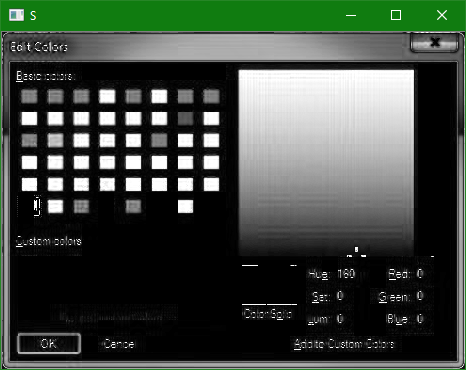 S
Edit Colors
Basic colors:
Custom colors
Hue: 160
Red: 0
Sat: 0
Green: 0
Color Solid
Lum: 0
Blue: 0
OK
Cancel
Add to Custom Colors